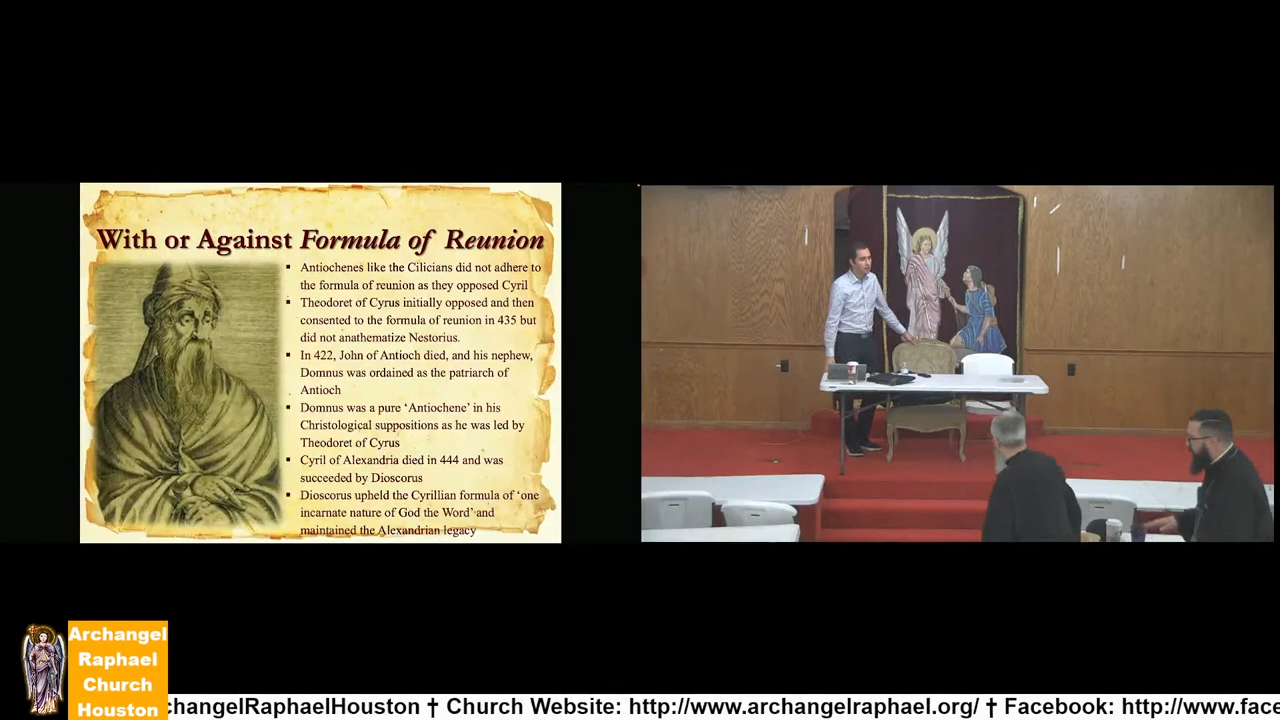 With or Against Formula of Reunion
▪ Antiochenes like the Cilicians did not adhere to
the formula of reunion as they opposed Cyril
▪ Theodoret of Cyrus initially opposed and then
consented to the formula of reunion in 435 but
did not anathematize Nestorius.
▪ In 422, John of Antioch died, and his nephew,
Domnus was ordained as the patriarch of
Antioch
▪ Domnus was a pure ‘Antiochene’ in his
Christological suppositions as he was led by
Theodoret of Cyrus
▪ Cyril of Alexandria died in 444 and was
succeeded by Dioscorus
▪ Dioscorus upheld the Cyrillian formula of ‘one
incarnate nature of God the Word’ and
maintained the Alexandrian legacy
Archangel
Raphael
Church
Houston
changelRaphaelHouston ✝ Church Website: http://www.archangelraphael.org/ ✝ Facebook: http://www.face